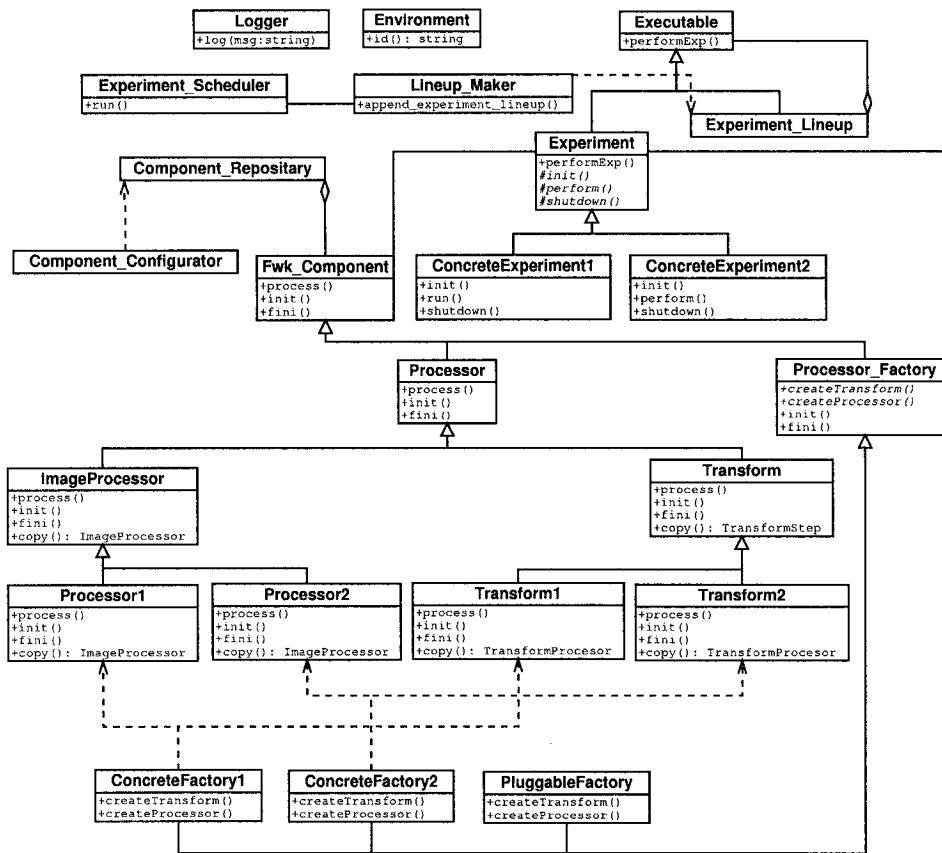 Logger
+log(msg:string)
Environment
+id(): string
Executable
+performExp()
Experiment_Scheduler
+run()
Lineup_Maker
+append_experiment_lineup()
Experiment_Lineup
Experiment
+performExp()
#init()
#perform()
#shutdown()
Component_Repositary
Component_Configurator
Fwk_Component
+process()
+init()
+fini()
ConcreteExperiment1
+init()
+run()
+shutdown()
ConcreteExperiment2
+init()
+perform()
+shutdown()
Processor
+process()
+init()
+fini()
Processor_Factory
+createTransform()
+createProcessor()
+init()
+fini()
ImageProcessor
+process()
+init()
+fini()
+copy(): ImageProcessor
Transform
+process()
+init()
+fini()
+copy(): TransformStep
Processor1
+process()
+init()
+fini()
+copy(): ImageProcessor
Processor2
+process()
+init()
+fini()
+copy(): ImageProcessor
Transform1
+process()
+init()
+fini()
+copy(): TransformProcesor
Transform2
+process()
+init()
+fini()
+copy(): TransformProcesor
ConcreteFactory1
+createTransform()
+createProcessor()
ConcreteFactory2
+createTransform()
+createProcessor()
PluggableFactory
+createTransform()
+createProcessor()